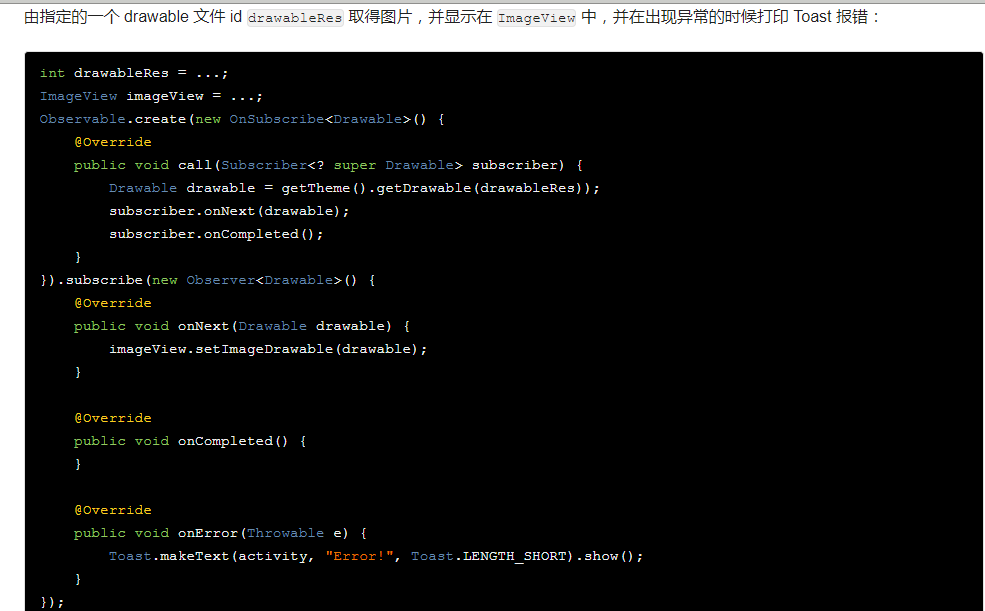 由指定的一个 drawable 文件 id drawableRes 取得图片，并显示在 ImageView 中，并在出现异常的时候打印 Toast 报错：
int drawableRes = ...;
ImageView imageView = ...;
Observable.create(new OnSubscribe<Drawable>() {
    @Override
    public void call(Subscriber<? super Drawable> subscriber) {
        Drawable drawable = getTheme().getDrawable(drawableRes));
        subscriber.onNext(drawable);
        subscriber.onCompleted();
    }
}).subscribe(new Observer<Drawable>() {
    @Override
    public void onNext(Drawable drawable) {
        imageView.setImageDrawable(drawable);
    }

    @Override
    public void onCompleted() {
    }

    @Override
    public void onError(Throwable e) {
        Toast.makeText(activity, "Error!", Toast.LENGTH_SHORT).show();
    }
});